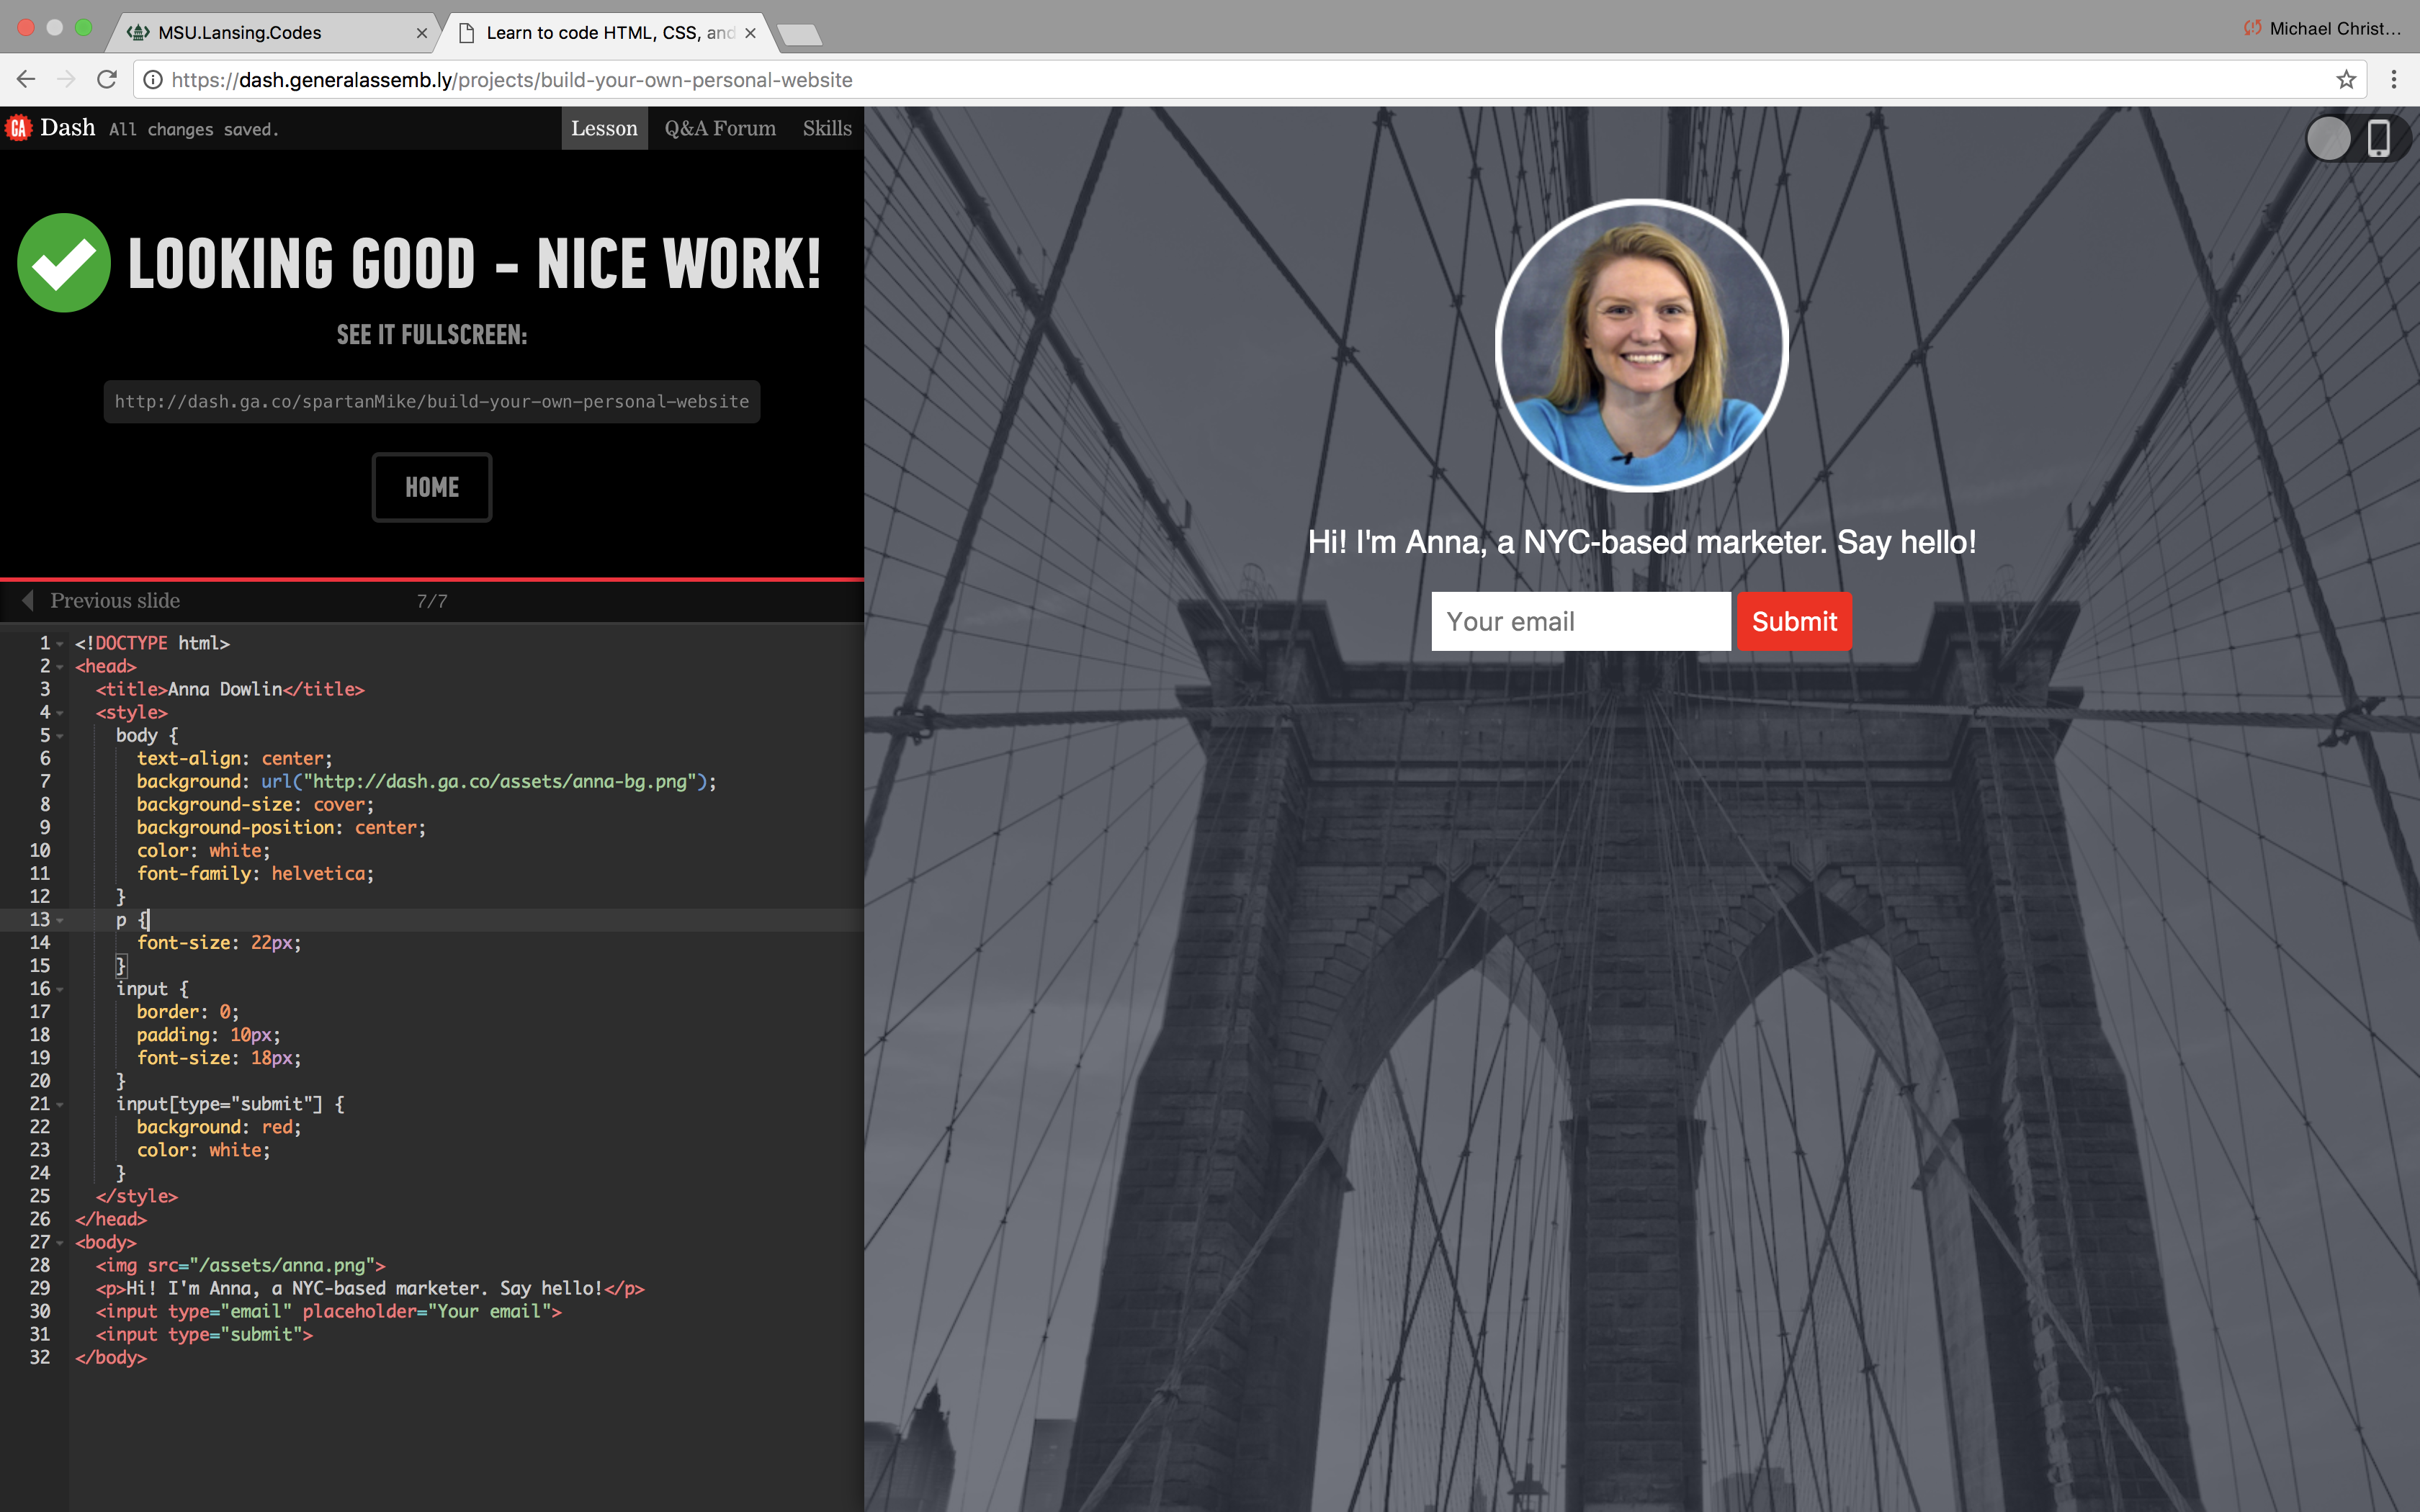 MSU.Lansing.Codes
Learn to code HTML, CSS, and
Michael Christ...
https://dash.generalassemb.ly/projects/build-your-own-personal-website
GA Dash All changes saved.
Lesson Q&A Forum Skills
LOOKING GOOD - NICE WORK!
SEE IT FULLSCREEN:
http://dash.ga.co/spartanMike/build-your-own-personal-website
HOME
Previous slide 7/7
1 <!DOCTYPE html>
2 <head>
3 <title>Anna Dowlin</title>
4 <style>
5 body {
6 text-align: center;
7 background: url("http://dash.ga.co/assets/anna-bg.png");
8 background-size: cover;
9 background-position: center;
10 color: white;
11 font-family: helvetica;
12 }
13 p {
14 font-size: 22px;
15 }
16 input {
17 border: 0;
18 padding: 10px;
19 font-size: 18px;
20 }
21 input[type="submit"] {
22 background: red;
23 color: white;
24 }
25 </style>
26 </head>
27 <body>
28 <img src="/assets/anna.png">
29 <p>Hi! I'm Anna, a NYC-based marketer. Say hello!</p>
30 <input type="email" placeholder="Your email">
31 <input type="submit">
32 </body>
Hi! I'm Anna, a NYC-based marketer. Say hello!
Your email Submit